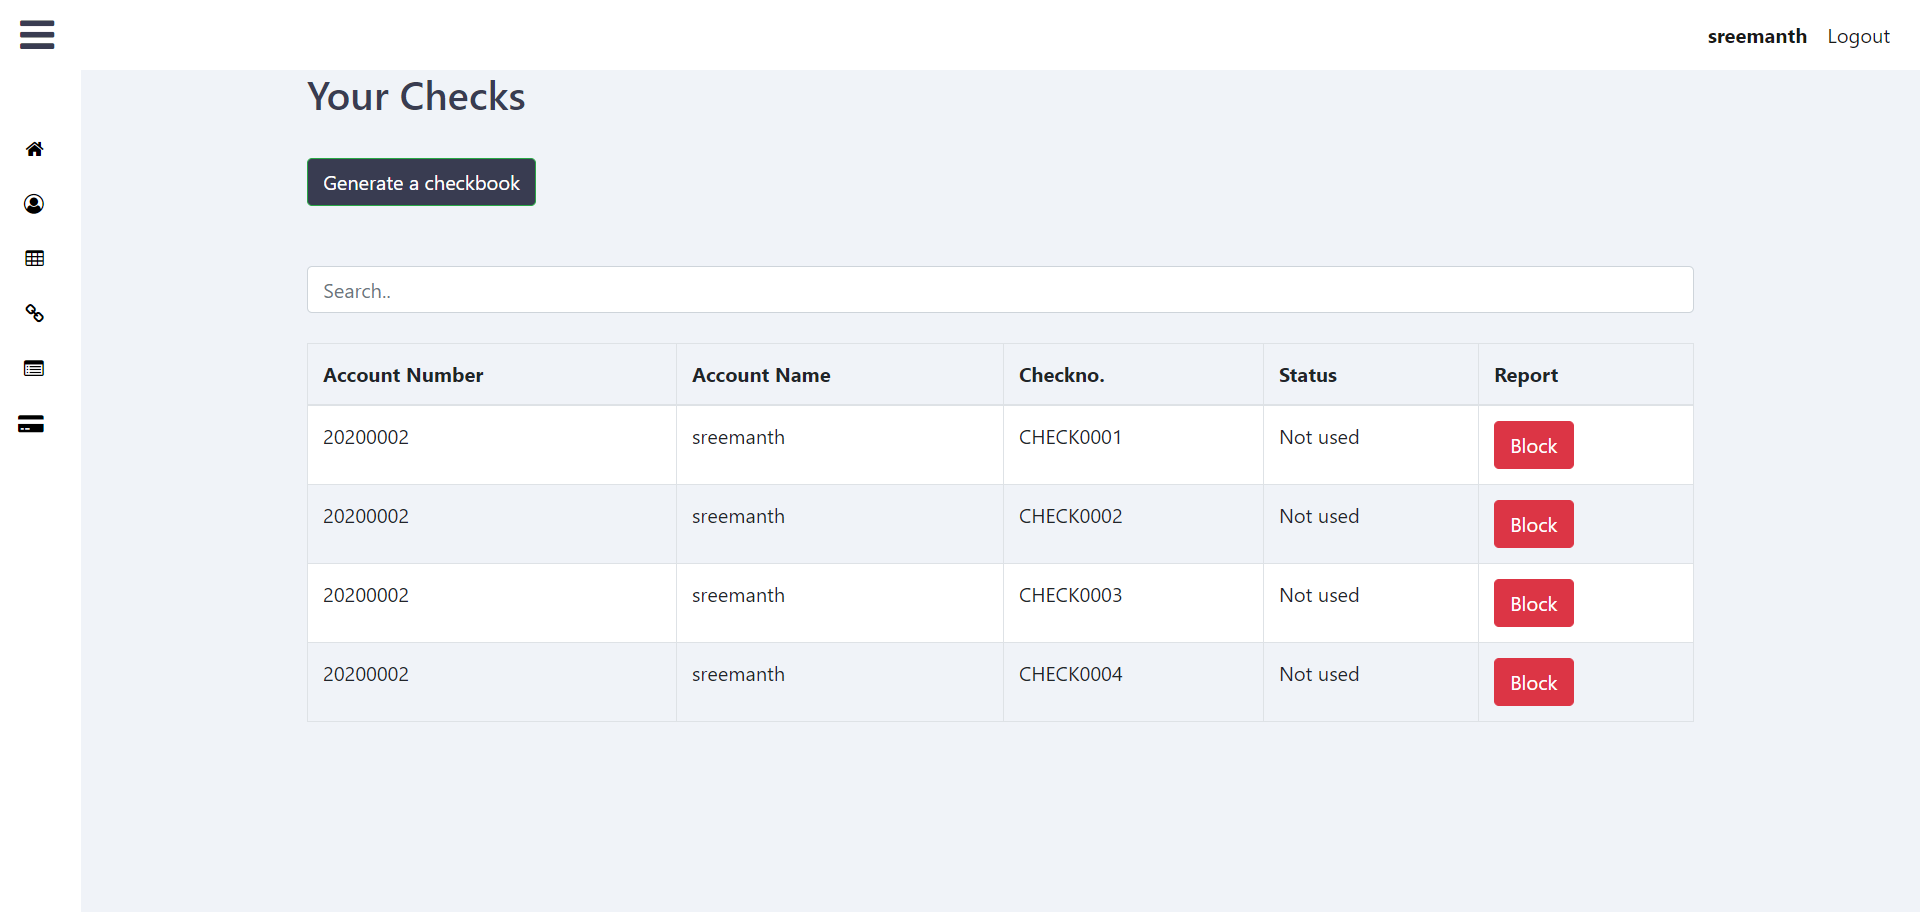 sreemanth Logout
Your Checks
Generate a checkbook
Search..
Account Number Account Name Checkno. Status Report
20200002 sreemanth CHECK0001 Not used Block
20200002 sreemanth CHECK0002 Not used Block
20200002 sreemanth CHECK0003 Not used Block
20200002 sreemanth CHECK0004 Not used Block